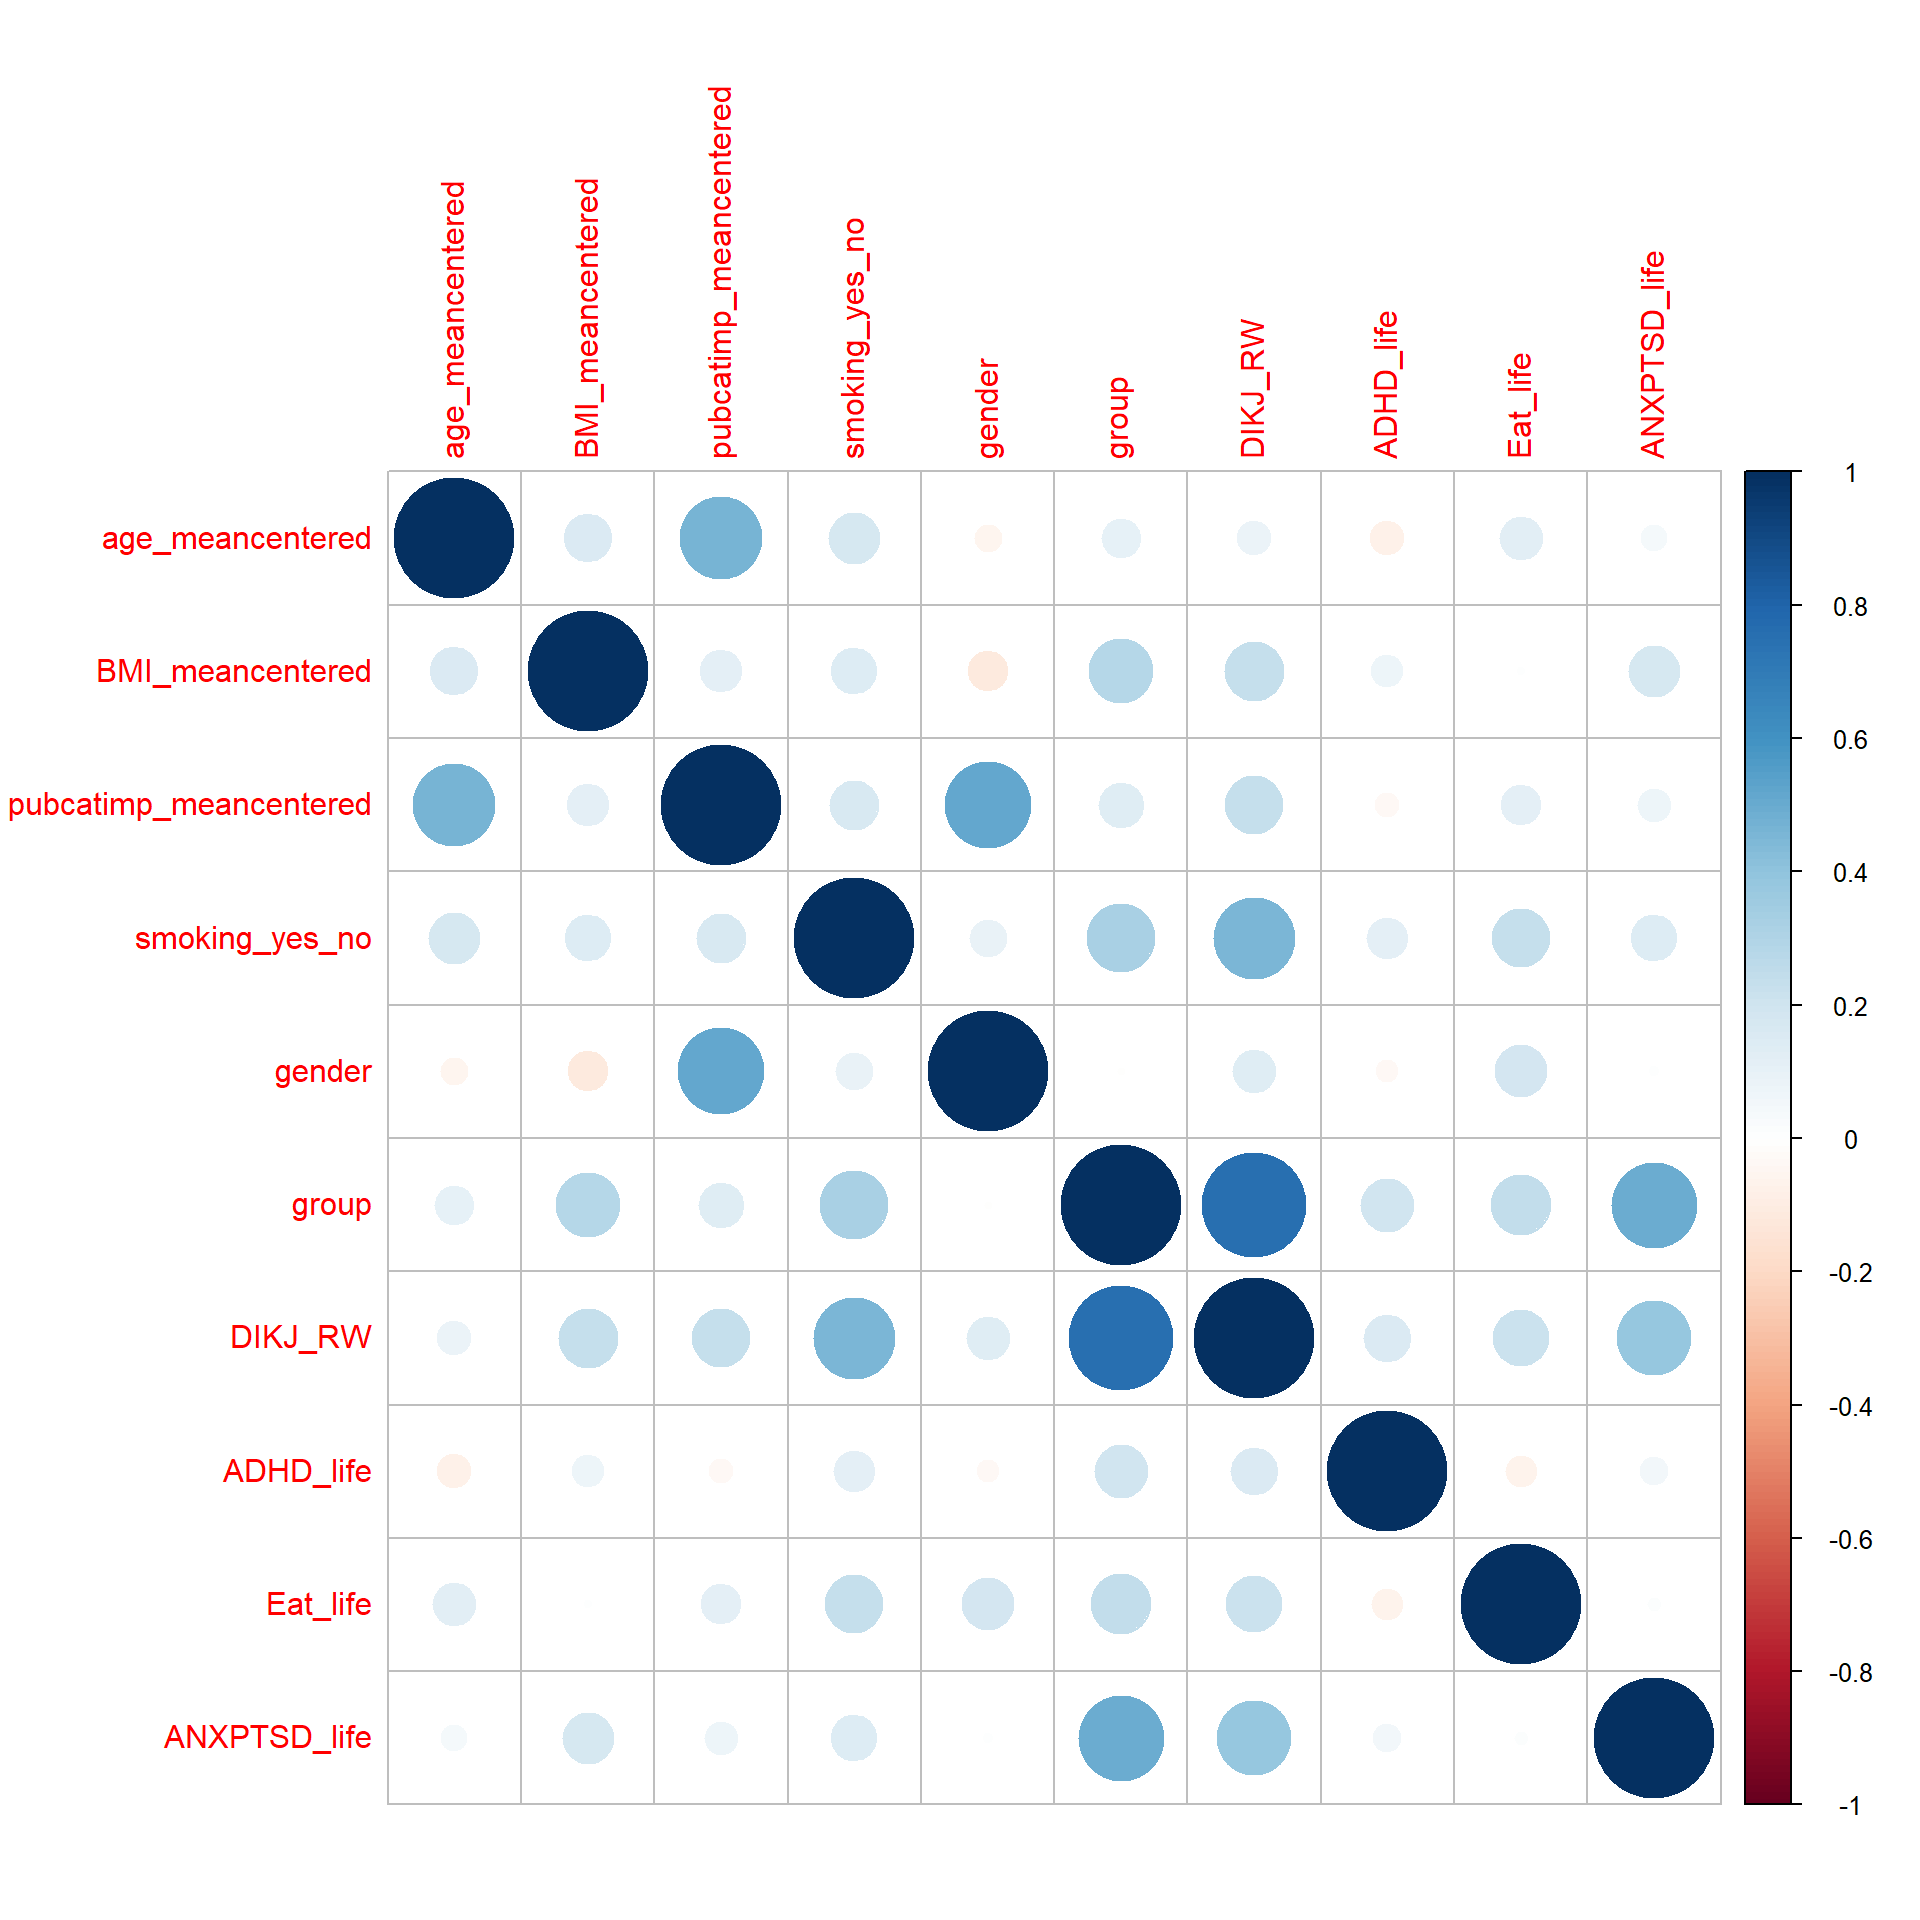 age_meancentered
BMI_meancentered
pubcatimp_meancentered
smoking_yes_no
gender
group
DIKJ_RW
ADHD_life
Eat_life
ANXPTSD_life
age_meancentered
BMI_meancentered
pubcatimp_meancentered
smoking_yes_no
gender
group
DIKJ_RW
ADHD_life
Eat_life
ANXPTSD_life
1
0.8
0.6
0.4
0.2
0
-0.2
-0.4
-0.6
-0.8
-1